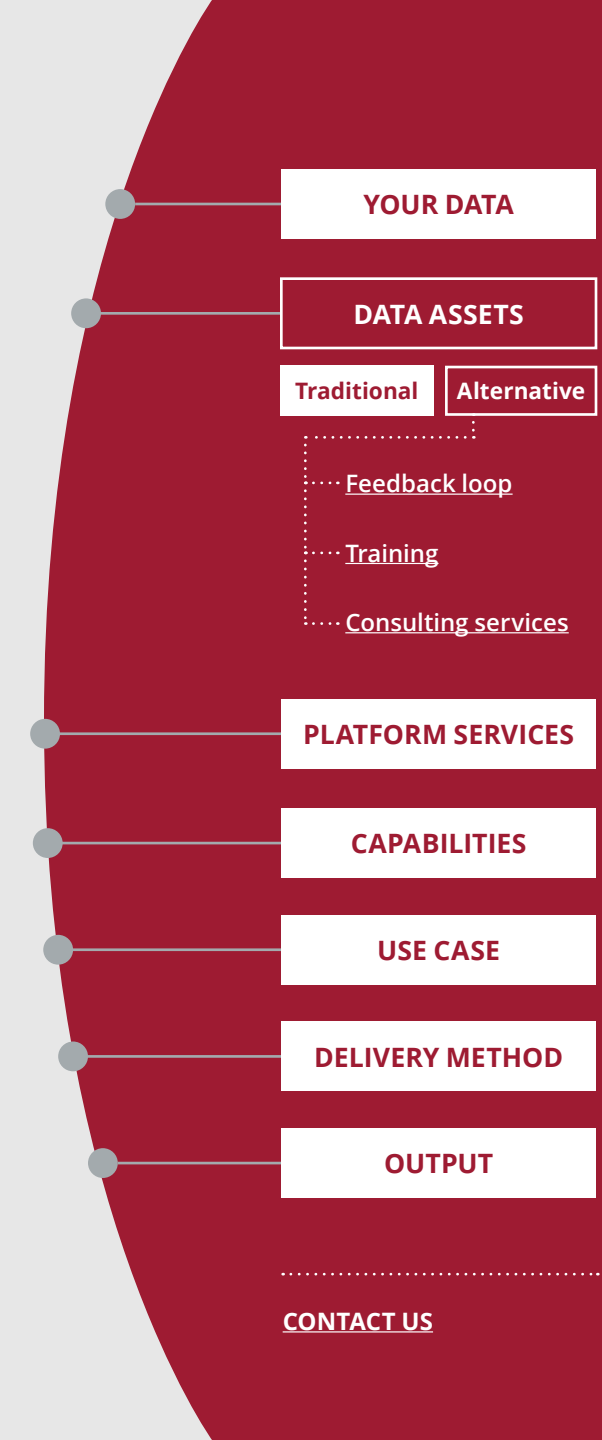 YOUR DATA
DATA ASSETS
Traditional
Alternative
Feedback loop
Training
Consulting services
PLATFORM SERVICES
CAPABILITIES
USE CASE
DELIVERY METHOD
OUTPUT
CONTACT US